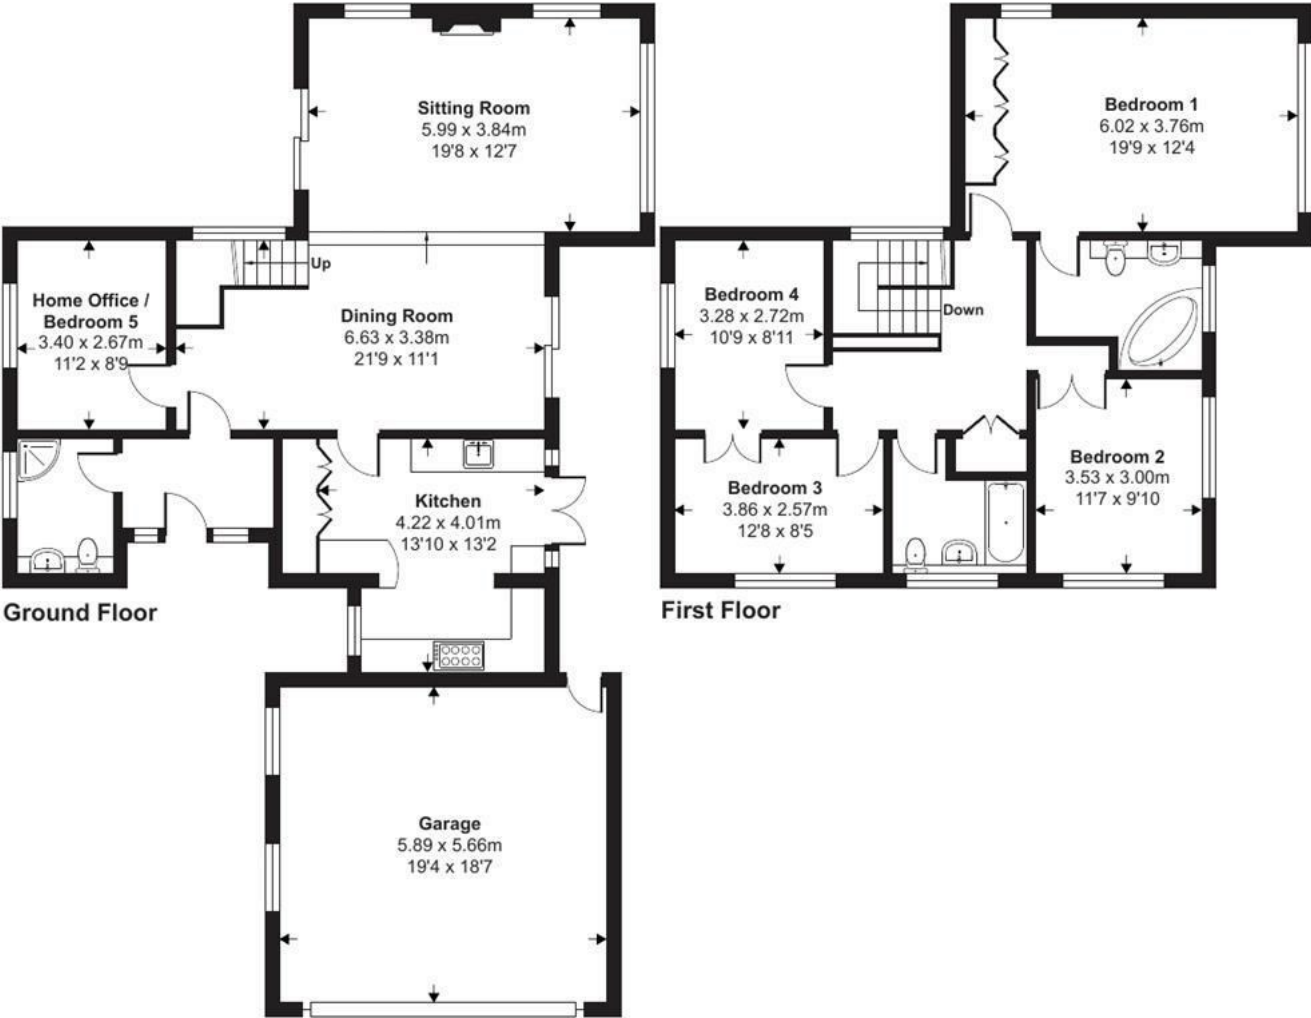 Sitting Room
5.99 x 3.84m
19'8 x 12'7
Bedroom 1
6.02 x 3.76m
19'9 x 12'4
Up
Home Office /
Bedroom 5
3.40 x 2.67m
11'2 x 8'9
Dining Room
6.63 x 3.38m
21'9 x 11'1
Bedroom 4
3.28 x 2.72m
10'9 x 8'11
Down
Kitchen
4.22 x 4.01m
13'10 x 13'2
Bedroom 3
3.86 x 2.57m
12'8 x 8'5
Bedroom 2
3.53 x 3.00m
11'7 x 9'10
Ground Floor
First Floor
Garage
5.89 x 5.66m
19'4 x 18'7